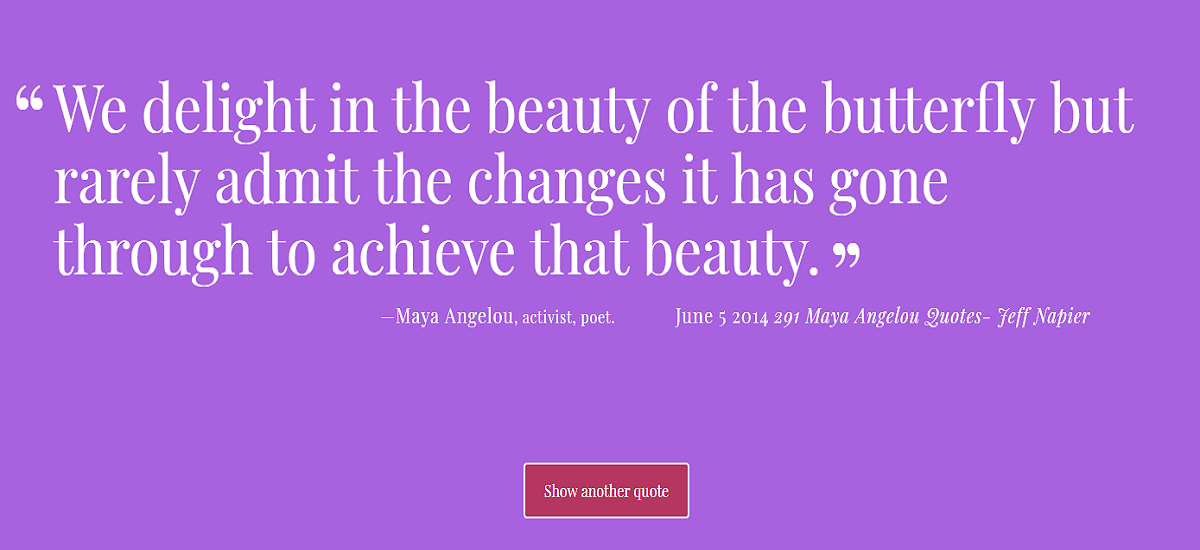 “We delight in the beauty of the butterfly but
rarely admit the changes it has gone
through to achieve that beauty.”
—Maya Angelou, activist, poet. June 5 2014 291 Maya Angelou Quotes- Jeff Napier
Show another quote